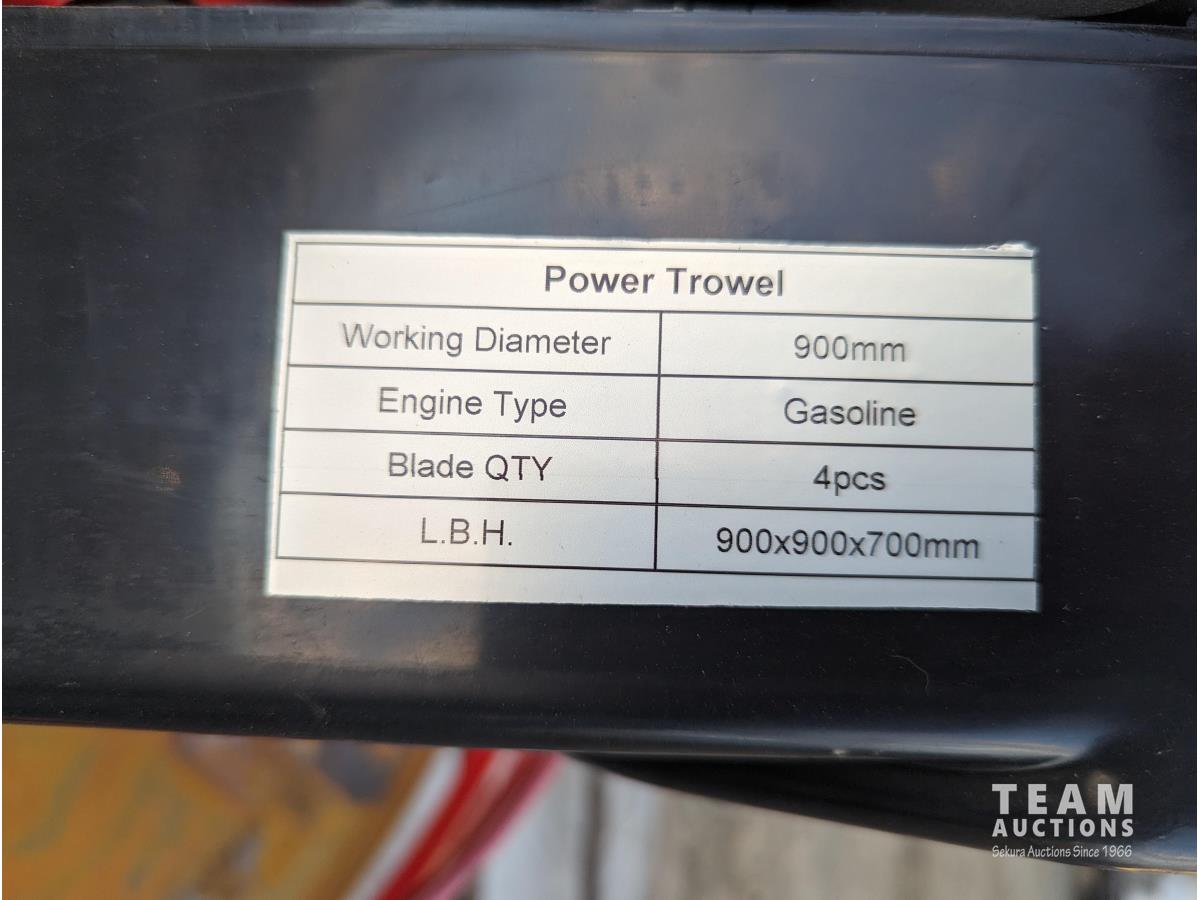 Power Trowel
Working Diameter 900mm
Engine Type Gasoline
Blade QTY 4pcs
L.B.H. 900x900x700mm
TEAM
AUCTIONS
Sekura Auctions Since 1966